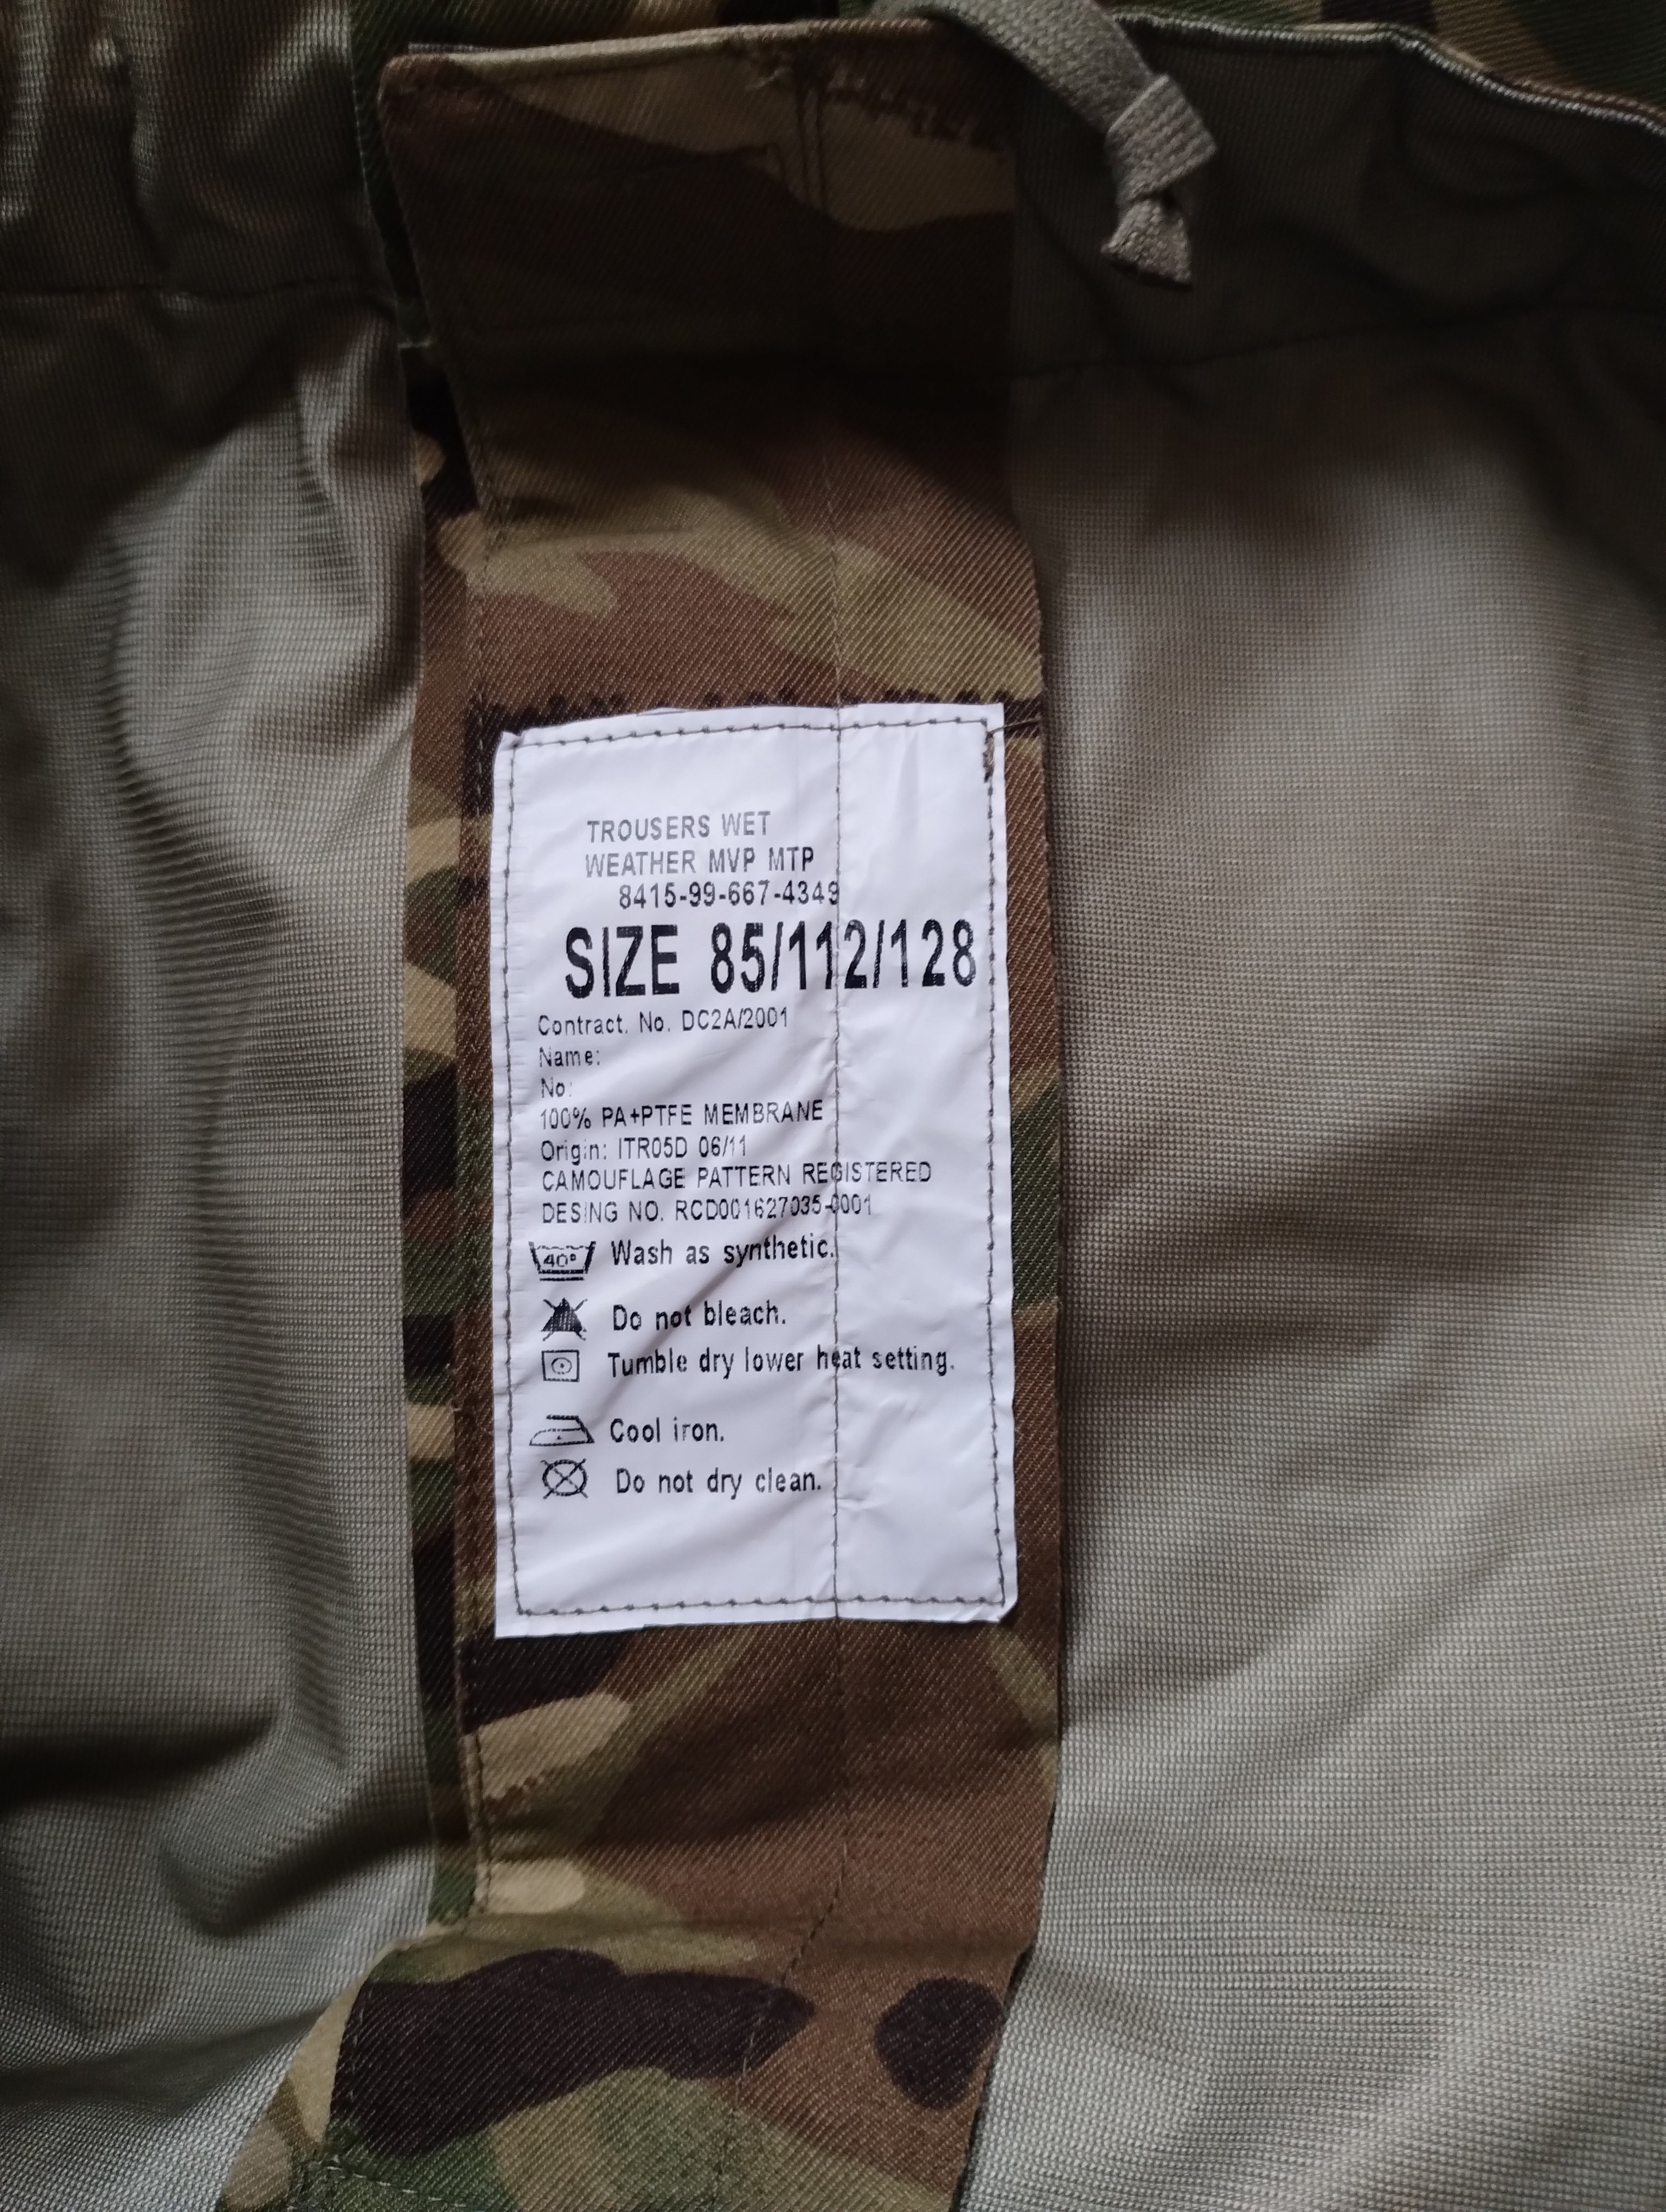 TROUSERS WET
WEATHER MVP MTP
8415-99-667-4349
SIZE 85/112/128
Contract. No. DC2A/2001
Name:
No:
100% PA+PTFE MEMBRANE
Origin: ITR05D 06/11
CAMOUFLAGE PATTERN REGISTERED
DESING NO. RCD001627035-0001
40° Wash as synthetic.
Do not bleach.
Tumble dry lower heat setting.
Cool iron.
Do not dry clean.